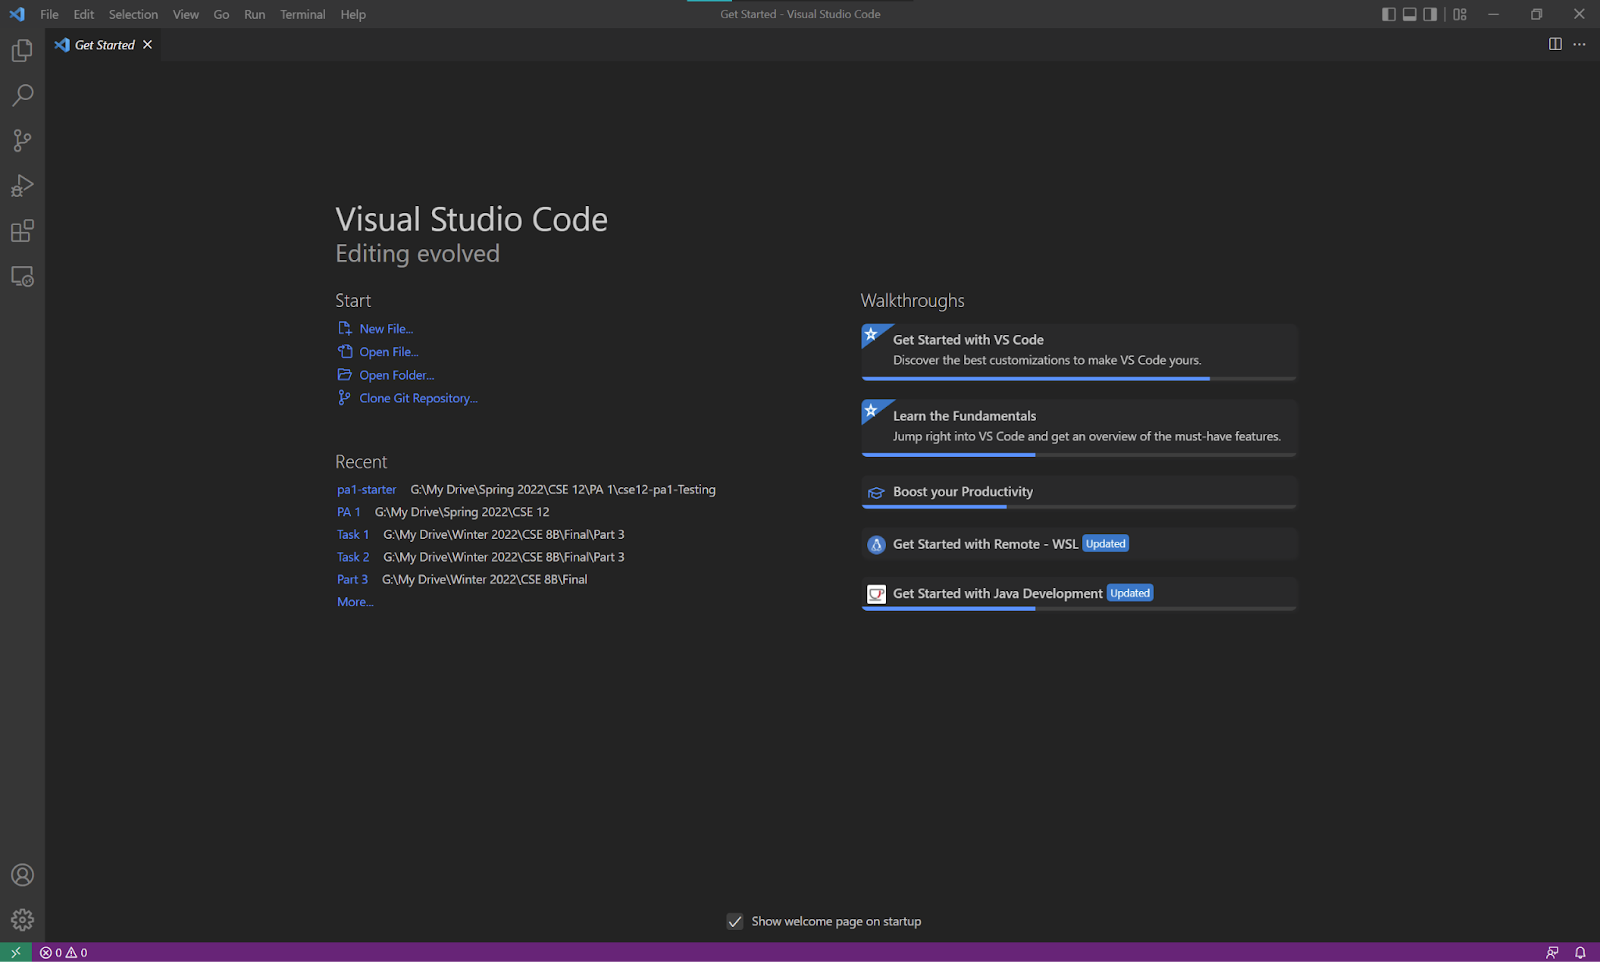 File Edit Selection View Go Run Terminal Help
Get Started - Visual Studio Code
Get Started
Visual Studio Code
Editing evolved
Start
New File...
Open File...
Open Folder...
Clone Git Repository...
Recent
pa1-starter G:\My Drive\Spring 2022\CSE 12\PA 1\cse12-pa1-Testing
PA 1 G:\My Drive\Spring 2022\CSE 12
Task 1 G:\My Drive\Winter 2022\CSE 8B\Final\Part 3
Task 2 G:\My Drive\Winter 2022\CSE 8B\Final\Part 3
Part 3 G:\My Drive\Winter 2022\CSE 8B\Final
More...
Walkthroughs
Get Started with VS Code
Discover the best customizations to make VS Code yours.
Learn the Fundamentals
Jump right into VS Code and get an overview of the must-have features.
Boost your Productivity
Get Started with Remote - WSL Updated
Get Started with Java Development Updated
Show welcome page on startup
0 0